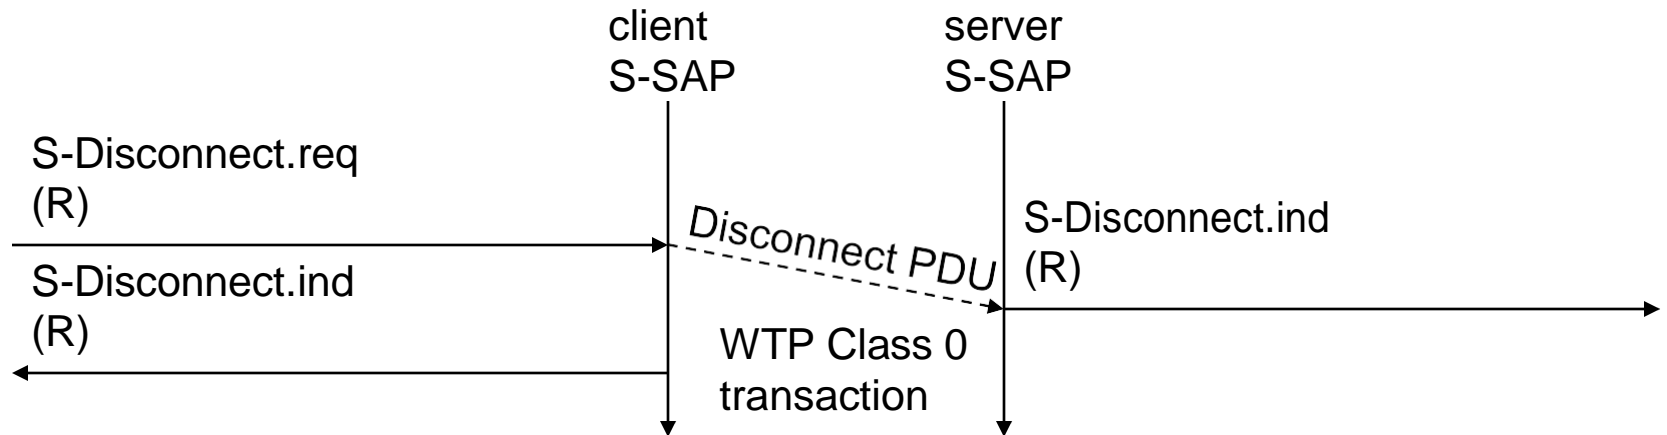 client
S-SAP
server
S-SAP
S-Disconnect.req
(R)
Disconnect PDU
S-Disconnect.ind
(R)
S-Disconnect.ind
(R)
WTP Class 0
transaction